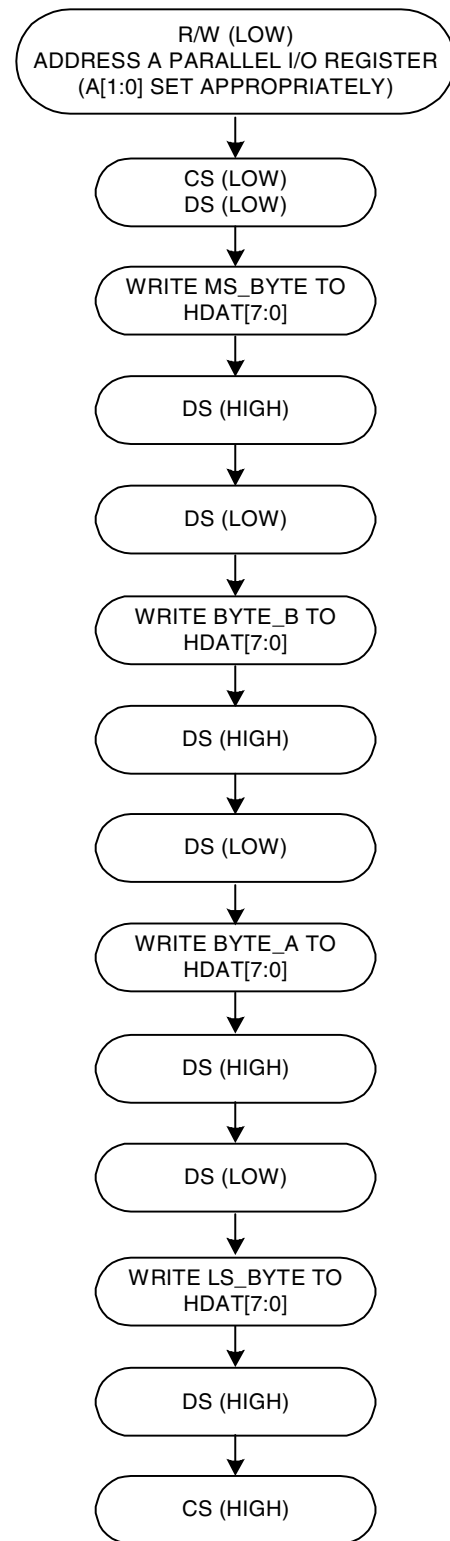 R/W (LOW)
ADDRESS A PARALLEL I/O REGISTER
(A[1:0] SET APPROPRIATELY)
CS (LOW)
DS (LOW)
WRITE MS_BYTE TO
HDAT[7:0]
DS (HIGH)
DS (LOW)
WRITE BYTE_B TO
HDAT[7:0]
DS (HIGH)
DS (LOW)
WRITE BYTE_A TO
HDAT[7:0]
DS (HIGH)
DS (LOW)
WRITE LS_BYTE TO
HDAT[7:0]
DS (HIGH)
CS (HIGH)